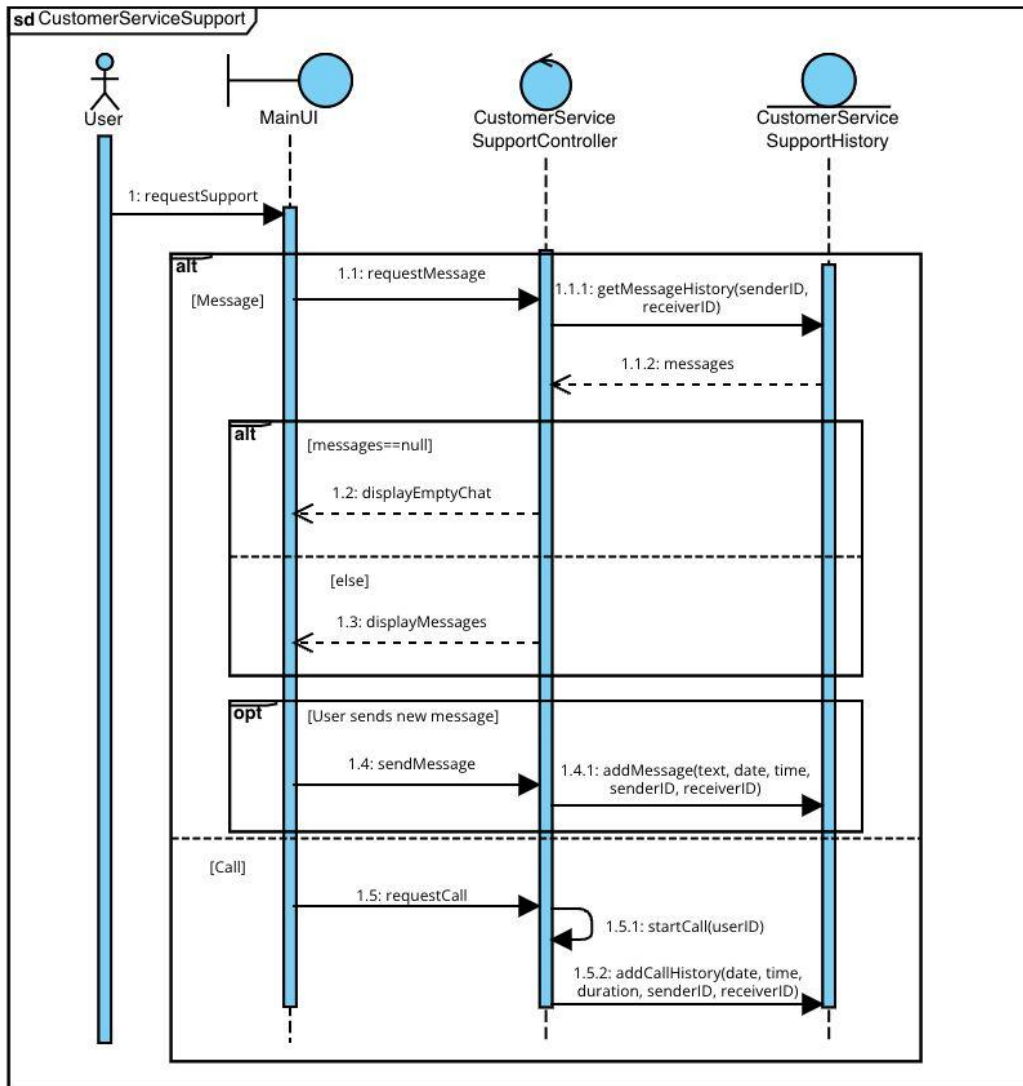 sd CustomerServiceSupport
User
MainUI
CustomerService
SupportController
CustomerService
SupportHistory
1: requestSupport
alt
[Message]
1.1: requestMessage
1.1.1: getMessageHistory(senderID,
receiverID)
1.1.2: messages
alt
[messages==null]
1.2: displayEmptyChat
[else]
1.3: displayMessages
opt
[User sends new message]
1.4: sendMessage
1.4.1: addMessage(text, date, time,
senderID, receiverID)
[Call]
1.5: requestCall
1.5.1: startCall(userID)
1.5.2: addCallHistory(date, time,
duration, senderID, receiverID)